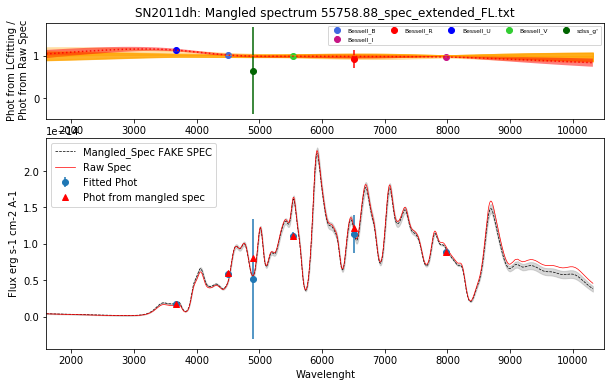 SN2011dh: Mangled spectrum 55758.88_spec_extended_FL.txt
Phot from LCfitting /
Phot from Raw Spec
1
0
Bessell_B
Bessell_I
Bessell_R
Bessell_U
Bessell_V
sdss_g'
2000 3000 4000 5000 6000 7000 8000 9000 10000
1e−14
Flux erg s-1 cm-2 A-1
2.0
1.5
1.0
0.5
0.0
Mangled_Spec FAKE SPEC
Raw Spec
Fitted Phot
Phot from mangled spec
2000 3000 4000 5000 6000 7000 8000 9000 10000
Wavelenght